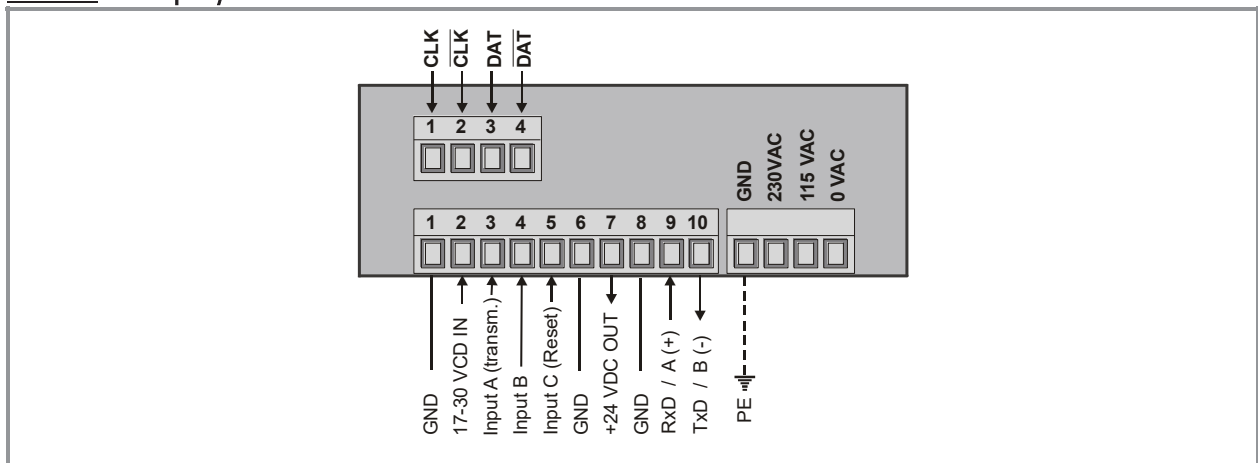 CLK
CLK
DAT
DAT
1 2 3 4
GND
230VAC
115 VAC
0 VAC
1 2 3 4 5 6 7 8 9 10
GND
17-30 VCD IN
Input A (transm.)
Input B
Input C (Reset)
GND
+24 VDC OUT
GND
RxD / A (+)
TxD / B (-)
PE